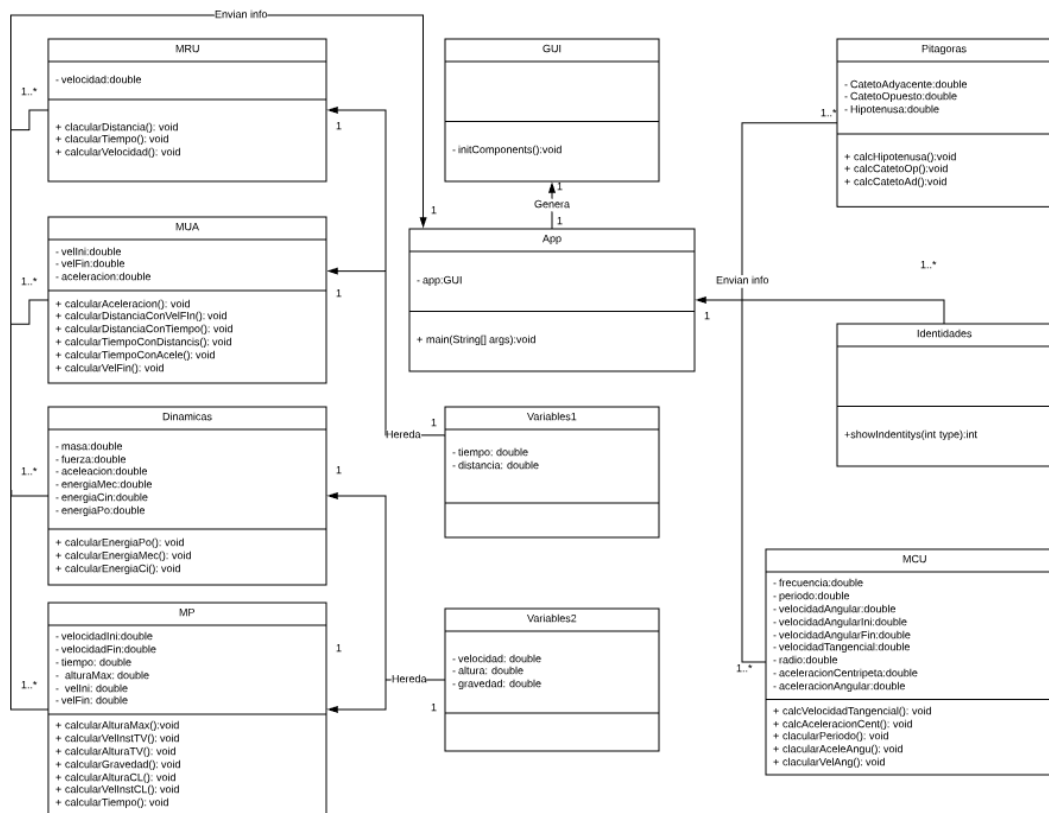 Envian info
MRU
- velocidad:double
+ clacularDistancia(): void
+ clacularTiempo(): void
+ calcularVelocidad(): void
1..*
1
MUA
- velIni:double
- velFin:double
- aceleracion:double
+ calcularAceleracion(): void
+ calcularDistanciaConVelFIn(): void
+ calcularDistanciaConTiempo(): void
+ calcularTiempoConDistancis(): void
+ calcularTiempoConAcele(): void
+ calcularVelFin(): void
1..*
1
Dinamicas
- masa:double
- fuerza:double
- aceleacion:double
- energiaMec:double
- energiaCin:double
- energiaPo:double
+ calcularEnergiaPo(): void
+ calcularEnergiaMec(): void
+ calcularEnergiaCi(): void
1..*
1
MP
- velocidadIni:double
- velocidadFin:double
- tiempo: double
- alturaMax: double
- velIni: double
- velFin: double
+ calcularAlturaMax():void
+ calcularVelInstTV(): void
+ calcularAlturaTV(): void
+ calcularGravedad(): void
+ calcularAlturaCL(): void
+ calcularVelInstCL(): void
+ calcularTiempo(): void
1..*
1
GUI
- initComponents():void
1
Genera
1
1
App
- app:GUI
+ main(String[] args):void
1
Variables1
- tiempo: double
- distancia: double
1
Hereda
Variables2
- velocidad: double
- altura: double
- gravedad: double
Hereda
1
Pitagoras
- CatetoAdyacente:double
- CatetoOpuesto:double
- Hipotenusa:double
+ calcHipotenusa():void
+ calcCatetoOp():void
+ calcCatetoAd():void
1..*
1..*
Envian info
Identidades
+showIndentitys(int type):int
MCU
- frecuencia:double
- periodo:double
- velocidadAngular:double
- velocidadAngularIni:double
- velocidadAngularFin:double
- velocidadTangencial:double
- radio:double
- aceleracionCentripeta:double
- aceleracionAngular:double
+ calcVelocidadTangencial(): void
+ calcAceleracionCent(): void
+ clacularPeriodo(): void
+ clacularAceleAngu(): void
+ clacularVelAng(): void
1..*